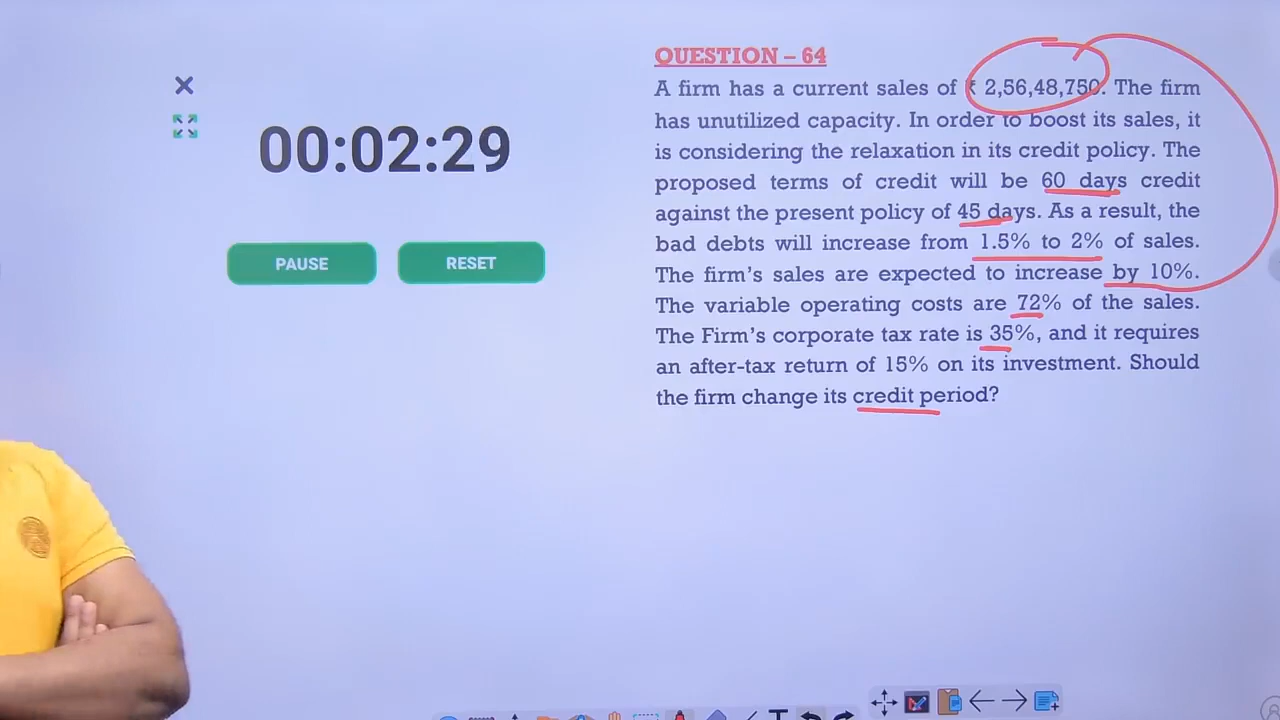 QUESTION – 64
A firm has a current sales of ₹ 2,56,48,750. The firm
has unutilized capacity. In order to boost its sales, it
is considering the relaxation in its credit policy. The
proposed terms of credit will be 60 days credit
against the present policy of 45 days. As a result, the
bad debts will increase from 1.5% to 2% of sales.
The firm's sales are expected to increase by 10%.
The variable operating costs are 72% of the sales.
The Firm's corporate tax rate is 35%, and it requires
an after-tax return of 15% on its investment. Should
the firm change its credit period?
00:02:29
PAUSE RESET